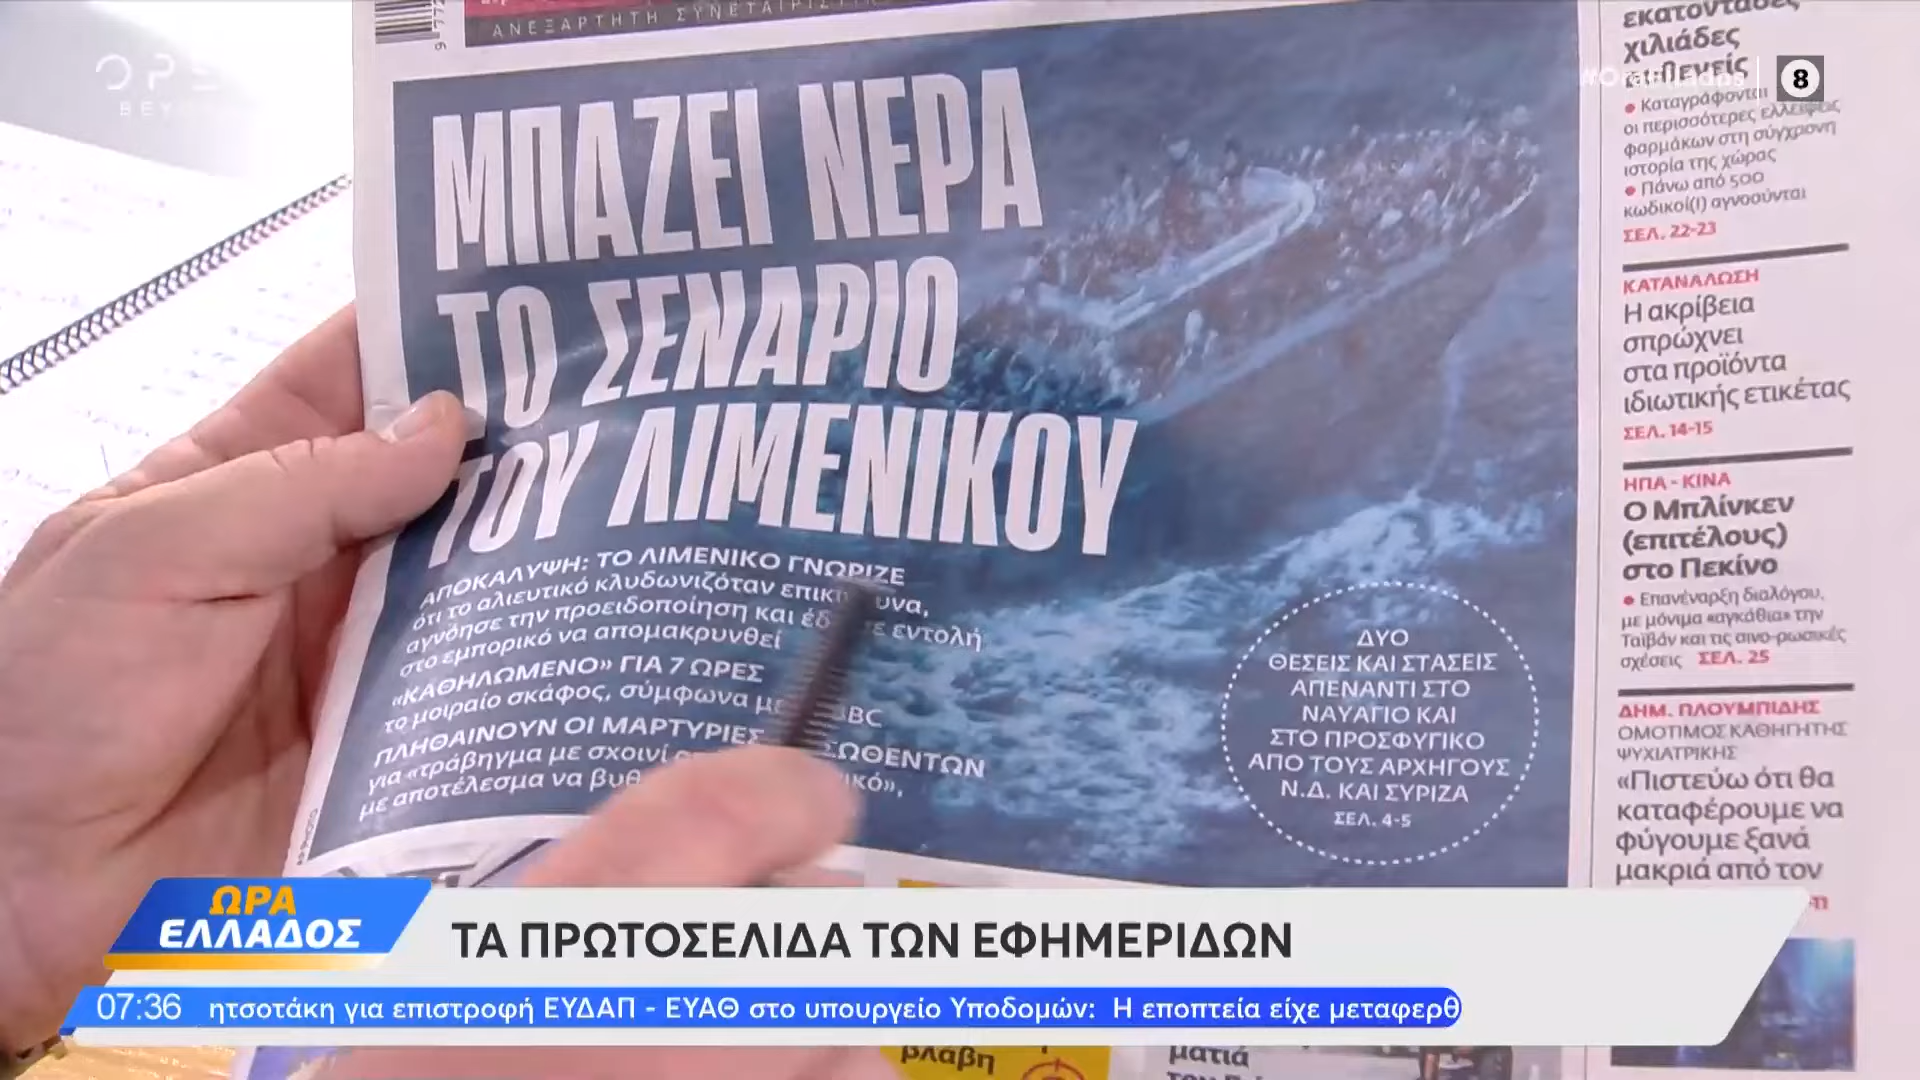 ΑΝΕΞΑΡΤΗΤΗ
OPE
BEY
8
ΜΠΑΖΕΙ ΝΕΡΑ
ΤΟ ΣΕΝΑΡΙΟ
ΤΟΥ ΛΙΜΕΝΙΚΟΥ
ΑΠΟΚΑΛΥΨΗ: ΤΟ ΛΙΜΕΝΙΚΟ ΓΝΩΡΙΖΕ
ότι το αλιευτικό κλυδωνιζόταν
αγνόησε την προειδοποίηση και εντολή
στο εμπορικό να απομακρυνθεί
«ΚΑΘΗΛΩΜΕΝΟ» ΓΙΑ 7 ΩΡΕΣ
το μοιραίο σκάφος, σύμφωνα
ΠΛΗΘΑΙΝΟΥΝ ΟΙ ΜΑΡΤΥΡΙΕΣ ΣΩΘΕΝΤΩΝ
για «τράβηγμα με σχοινί
με αποτέλεσμα να
ΔΥΟ
ΘΕΣΕΙΣ ΚΑΙ ΣΤΑΣΕΙΣ
ΑΠΕΝΑΝΤΙ ΣΤΟ
ΝΑΥΑΓΙΟ ΚΑΙ
ΣΤΟ ΠΡΟΣΦΥΓΙΚΟ
ΑΠΟ ΤΟΥΣ ΑΡΧΗΓΟΥΣ
Ν.Δ. ΚΑΙ ΣΥΡΙΖΑ
ΣΕΛ. 4-5
εκατοντάδες
χιλιάδες
• Καταγράφονται
οι περισσότερες ελλείψεις
φαρμάκων στη σύγχρονη
ιστορία της χώρας
• Πάνω από 500
κωδικοί(!) αγνοούνται
ΣΕΛ. 22-23
ΚΑΤΑΝΑΛΩΣΗ
Η ακρίβεια
σπρώχνει
στα προϊόντα
ιδιωτικής ετικέτας
ΣΕΛ. 14-15
ΗΠΑ - ΚΙΝΑ
Ο Μπλίνκεν
(επιτέλους)
στο Πεκίνο
• Επανέναρξη διαλόγου,
με μόνιμα «αγκάθια» την
Ταϊβάν και τις σινο-ρωσικές
σχέσεις ΣΕΛ. 25
ΔΗΜ. ΠΛΟΥΜΠΙΔΗΣ
ΟΜΟΤΙΜΟΣ ΚΑΘΗΓΗΤΗΣ
ΨΥΧΙΑΤΡΙΚΗΣ
«Πιστεύω ότι θα
καταφέρουμε να
φύγουμε ξανά
μακριά από τον
ΩΡΑ
ΕΛΛΑΔΟΣ
ΤΑ ΠΡΩΤΟΣΕΛΙΔΑ ΤΩΝ ΕΦΗΜΕΡΙΔΩΝ
07:36 ητσοτάκη για επιστροφή ΕΥΔΑΠ - ΕΥΑΘ στο υπουργείο Υποδομών: Η εποπτεία είχε μεταφερθ
βλάβη
ματιά